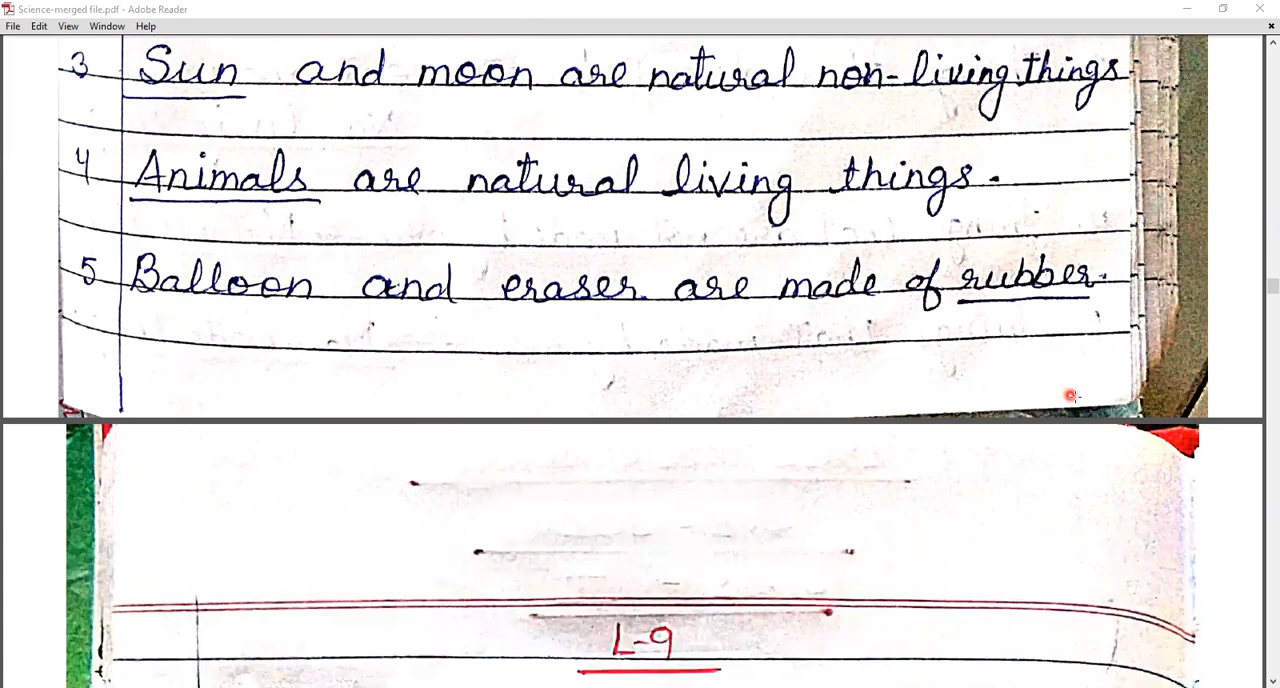 Science-merged file.pdf - Adobe Reader
File Edit View Window Help
3 Sun and moon are natural non-living things
4 Animals are natural living things.
5 Balloon and eraser are made of rubber.
L-9